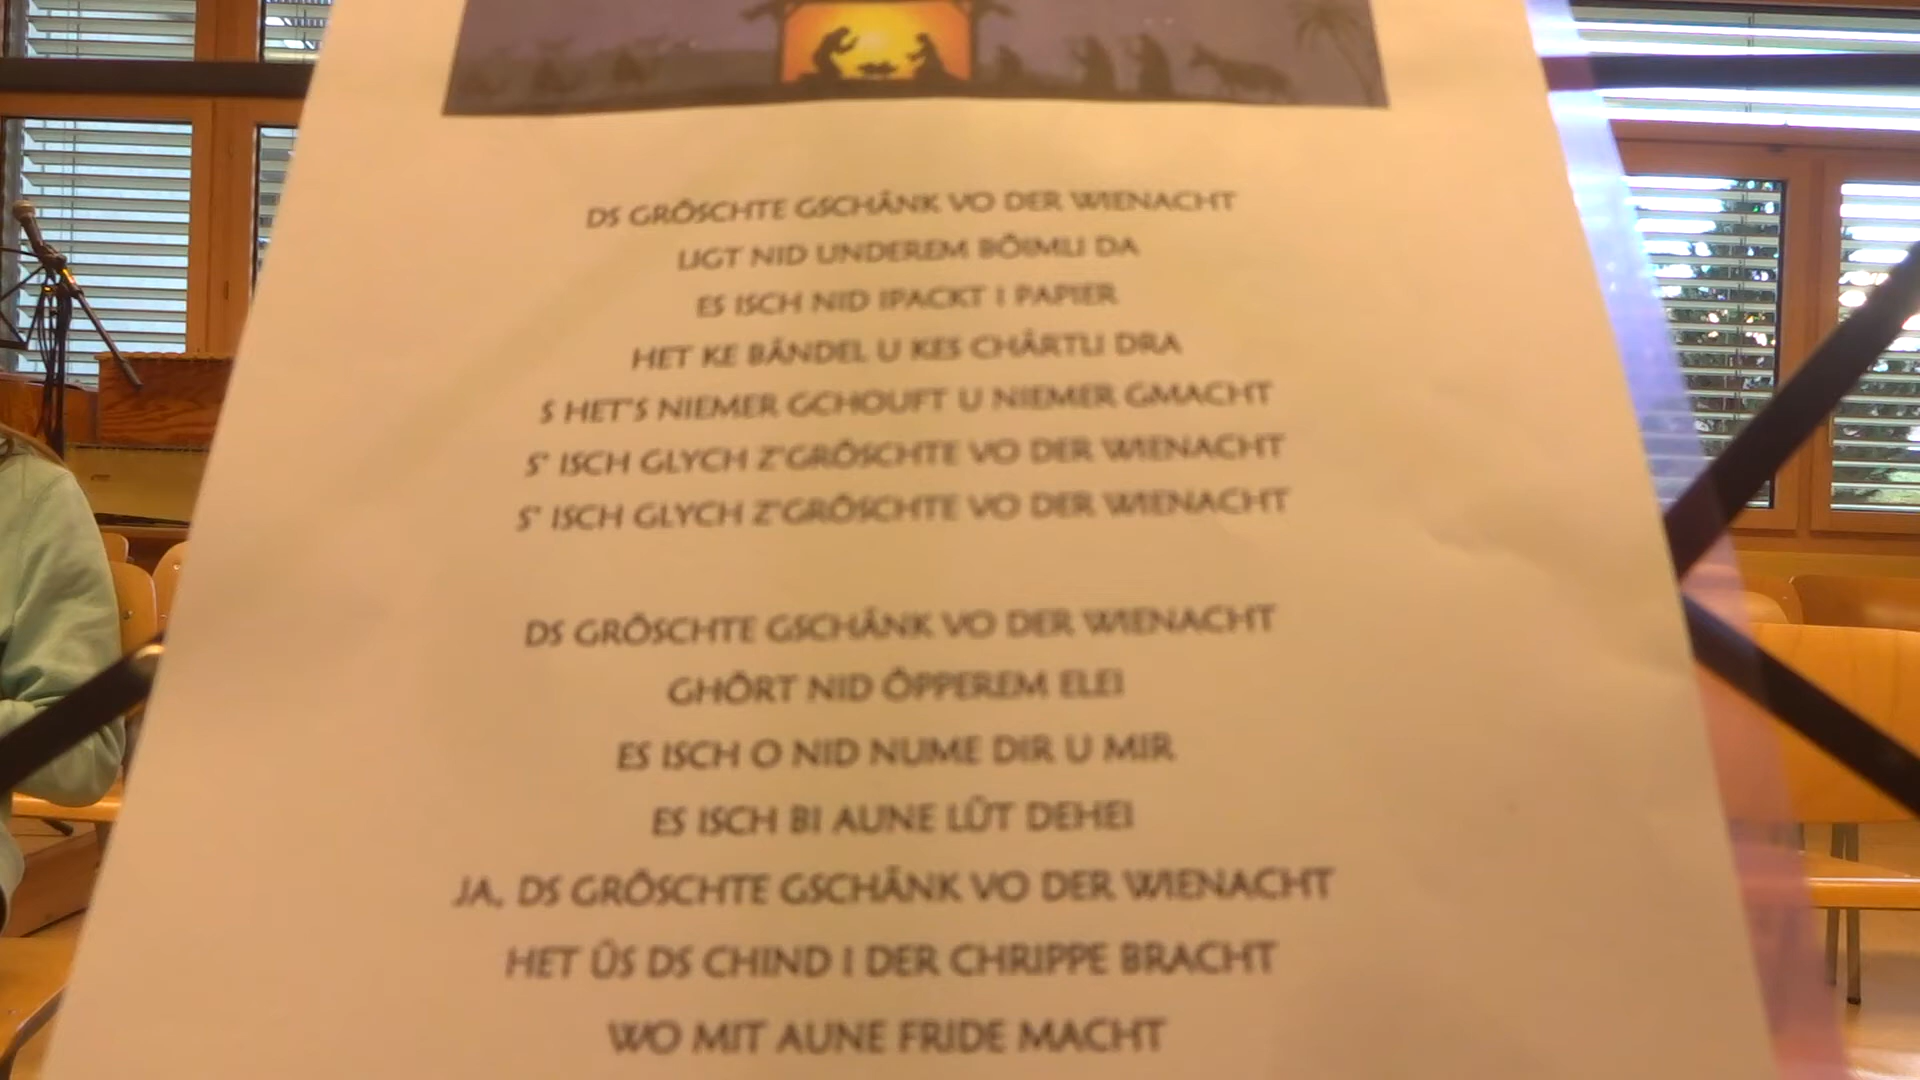 DS GRÖSCHTE GSCHÄNK VO DER WIENACHT
LIGT NID UNDEREM BÖIMLI DA
ES ISCH NID IPACKT I PAPIER
HET KE BÄNDEL U KES CHÄRTLI DRA
S HET'S NIEMER GCHOUFT U NIEMER GMACHT
S' ISCH GLYCH Z'GRÖSCHTE VO DER WIENACHT
S' ISCH GLYCH Z'GRÖSCHTE VO DER WIENACHT
DS GRÖSCHTE GSCHÄNK VO DER WIENACHT
GHÖRT NID ÖPPEREM ELEI
ES ISCH O NID NUME DIR U MIR
ES ISCH BI AUNE LÜT DEHEI
JA, DS GRÖSCHTE GSCHÄNK VO DER WIENACHT
HET ÜS DS CHIND I DER CHRIPPE BRACHT
WO MIT AUNE FRIDE MACHT